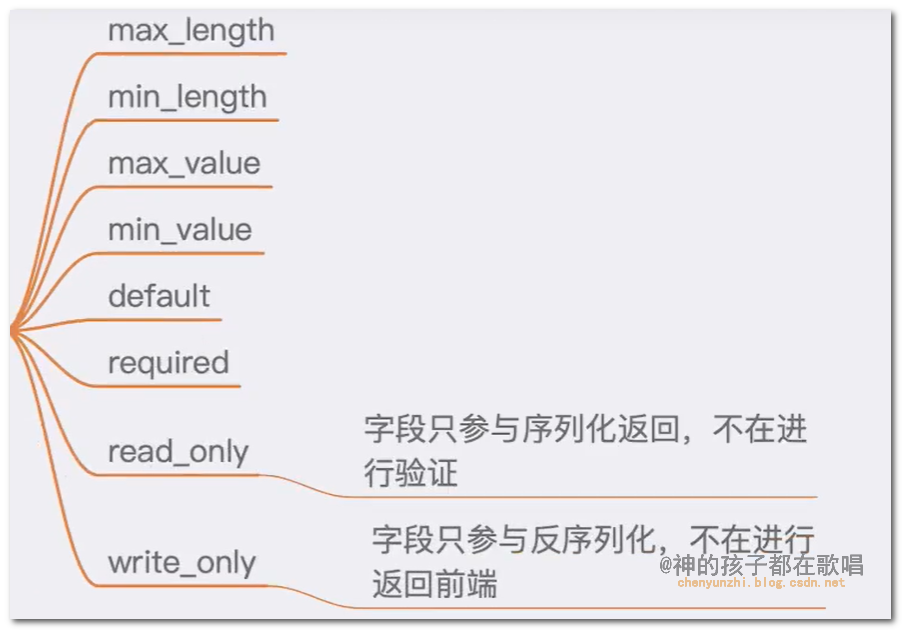 max_length
min_length
max_value
min_value
default
required
read_only
字段只参与序列化返回，不在进
行验证
write_only
字段只参与反序列化，不在进行
返回前端
@神的孩子都在歌唱
chenyunzhi.blog.csdn.net